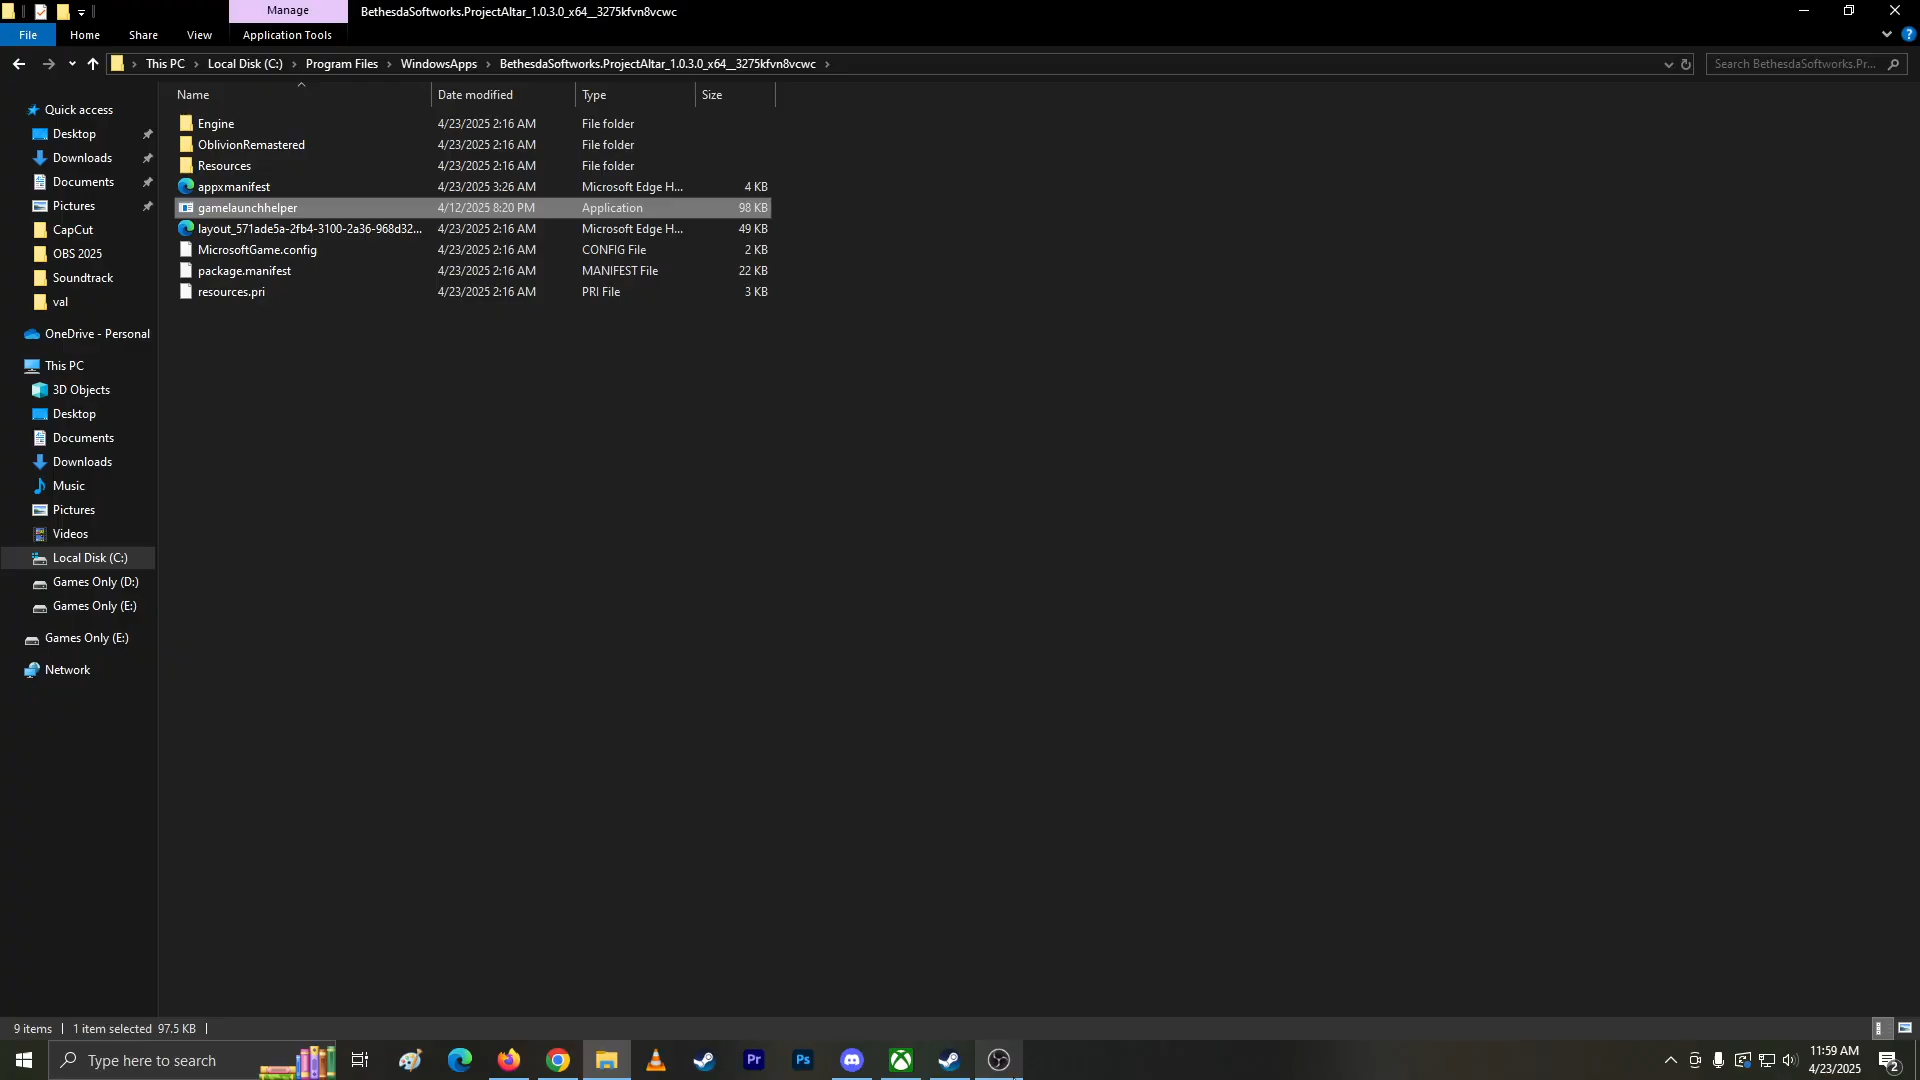 Manage
BethesdaSoftworks.ProjectAltar_1.0.3.0_x64__3275kfvn8vcwc
File
Home
Share
View
Application Tools
This PC
Local Disk (C:)
Program Files
WindowsApps
BethesdaSoftworks.ProjectAltar_1.0.3.0_x64__3275kfvn8vcwc
Search BethesdaSoftworks.Pr...
Name
Date modified
Type
Size
Engine
4/23/2025 2:16 AM
File folder
OblivionRemastered
4/23/2025 2:16 AM
File folder
Resources
4/23/2025 2:16 AM
File folder
appxmanifest
4/23/2025 3:26 AM
Microsoft Edge H...
4 KB
gamelaunchhelper
4/12/2025 8:20 PM
Application
98 KB
layout_571ade5a-2fb4-3100-2a36-968d32...
4/23/2025 2:16 AM
Microsoft Edge H...
49 KB
MicrosoftGame.config
4/23/2025 2:16 AM
CONFIG File
2 KB
package.manifest
4/23/2025 2:16 AM
MANIFEST File
22 KB
resources.pri
4/23/2025 2:16 AM
PRI File
3 KB
Quick access
Desktop
Downloads
Documents
Pictures
CapCut
OBS 2025
Soundtrack
val
OneDrive - Personal
This PC
3D Objects
Desktop
Documents
Downloads
Music
Pictures
Videos
Local Disk (C:)
Games Only (D:)
Games Only (E:)
Games Only (E:)
Network
9 items
1 item selected 97.5 KB
Type here to search
Pr
Ps
11:59 AM
4/23/2025
2